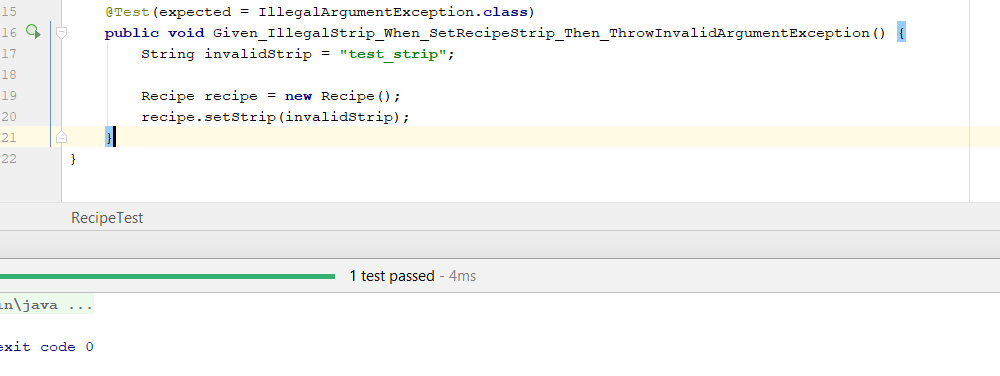 15 @Test(expected = IllegalArgumentException.class)
16 public void Given_IllegalStrip_When_SetRecipeStrip_Then_ThrowInvalidArgumentException() {
17 String invalidStrip = "test_strip";
18
19 Recipe recipe = new Recipe();
20 recipe.setStrip(invalidStrip);
21 }
22 }
RecipeTest
1 test passed - 4ms
in\java ...
exit code 0